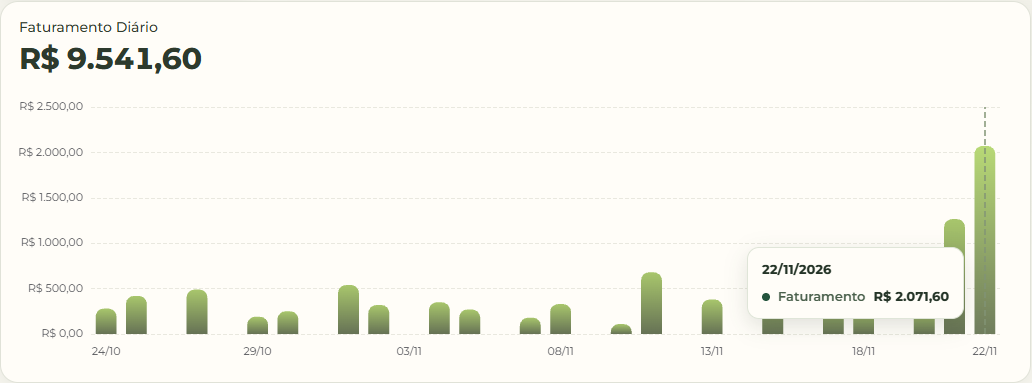 Faturamento Diário
R$ 9.541,60
R$ 2.500,00
R$ 2.000,00
R$ 1.500,00
R$ 1.000,00
R$ 500,00
R$ 0,00
22/11/2026
Faturamento R$ 2.071,60
24/10 29/10 03/11 08/11 13/11 18/11 22/11